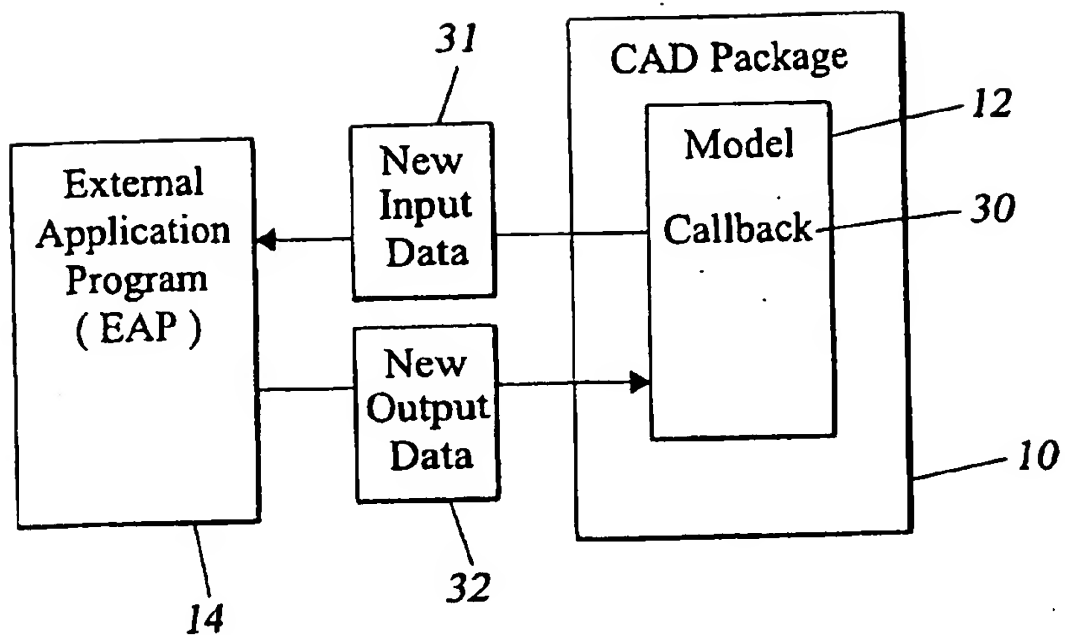 31
CAD Package
12
Model
Callback
30
New
Input
Data
External
Application
Program
( EAP )
New
Output
Data
10
32
14